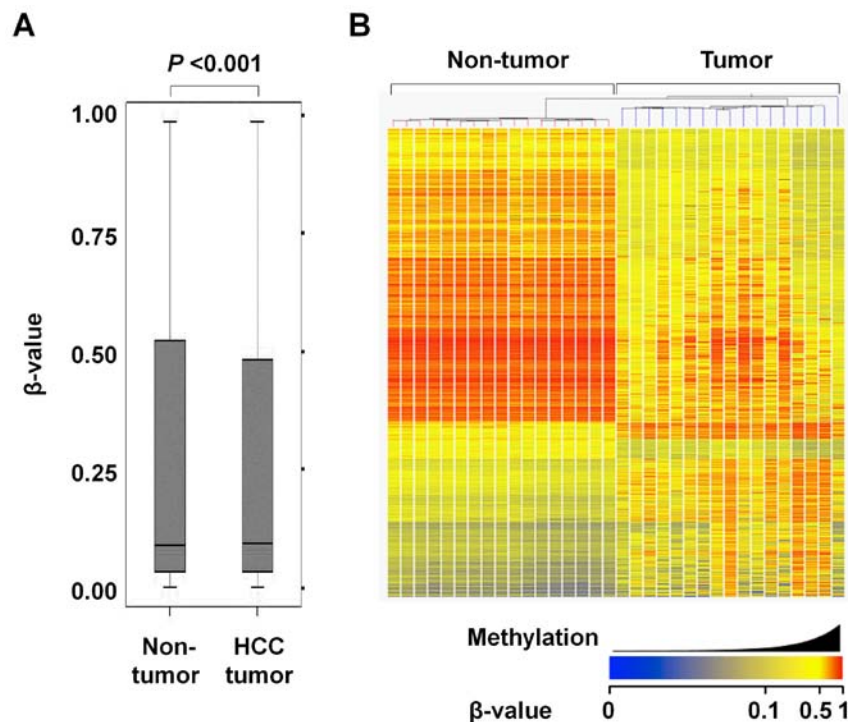 A
P <0.001
1.00
0.75
0.50
0.25
0.00
β-value
Non-
tumor
HCC
tumor
B
Non-tumor
Tumor
Methylation
β-value
0
0.1
0.5
1